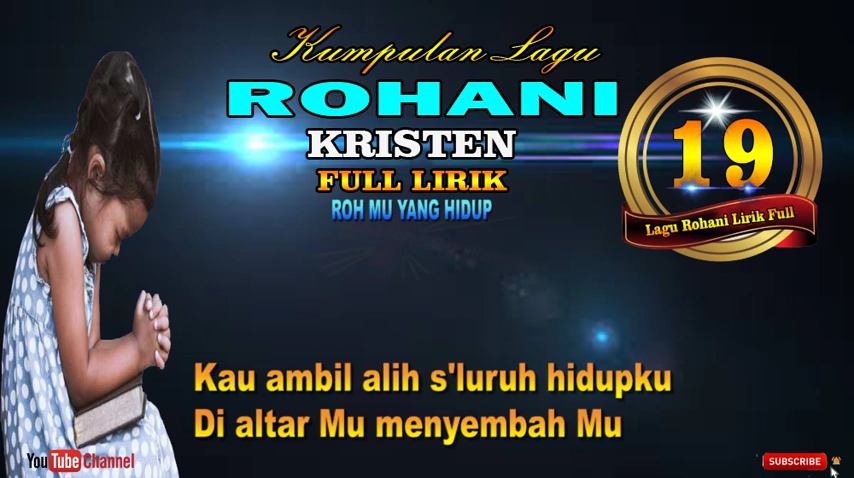 Kumpulan Lagu
ROHANI
KRISTEN
FULL LIRIK
ROH MU YANG HIDUP
19
Lagu Rohani Lirik Full
Kau ambil alih s'luruh hidupku
Di altar Mu menyembah Mu
YouTube Channel
SUBSCRIBE